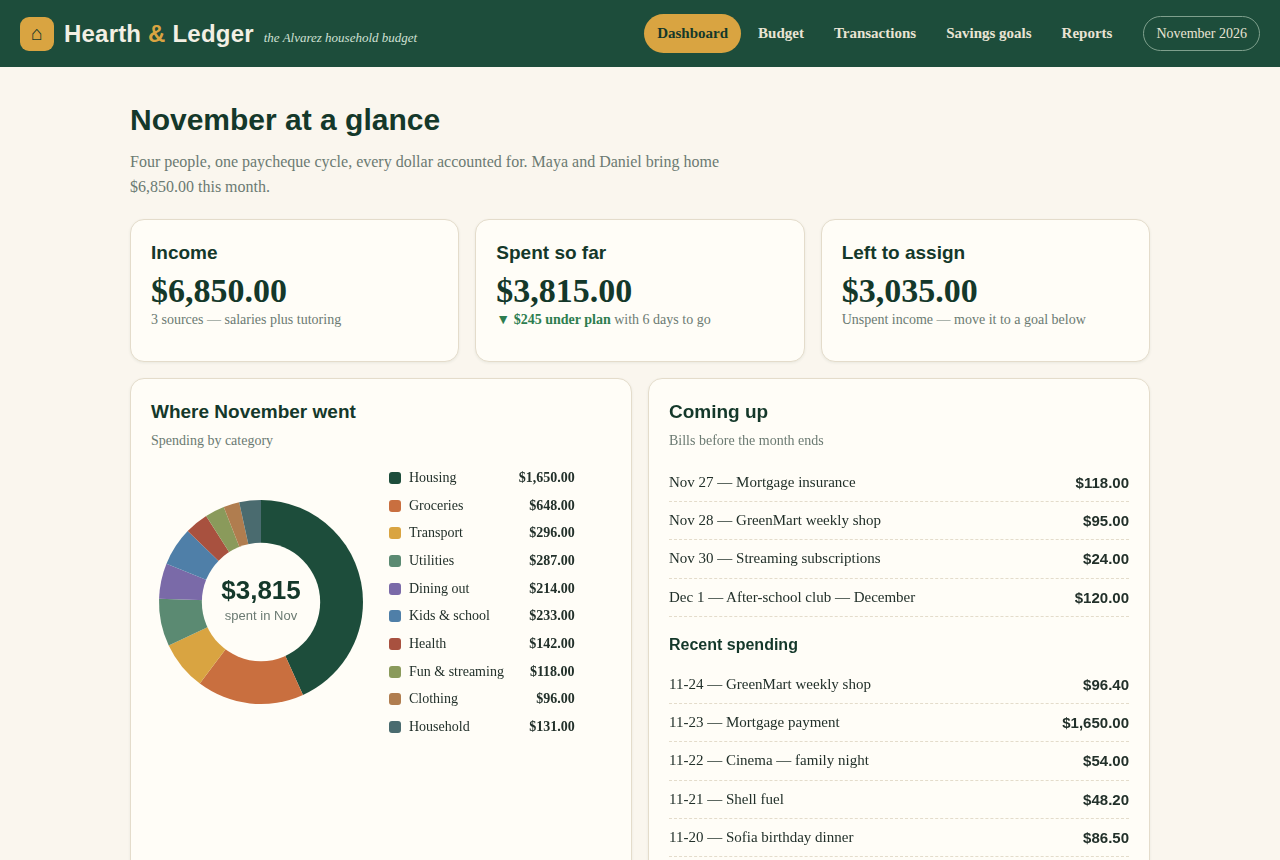 Hearth & Ledger the Alvarez household budget
Dashboard Budget Transactions Savings goals Reports November 2026
November at a glance
Four people, one paycheque cycle, every dollar accounted for. Maya and Daniel bring home
$6,850.00 this month.
Income
$6,850.00
3 sources — salaries plus tutoring
Spent so far
$3,815.00
▼ $245 under plan with 6 days to go
Left to assign
$3,035.00
Unspent income — move it to a goal below
Where November went
Spending by category
$3,815
spent in Nov
Housing $1,650.00
Groceries $648.00
Transport $296.00
Utilities $287.00
Dining out $214.00
Kids & school $233.00
Health $142.00
Fun & streaming $118.00
Clothing $96.00
Household $131.00
Coming up
Bills before the month ends
Nov 27 — Mortgage insurance $118.00
Nov 28 — GreenMart weekly shop $95.00
Nov 30 — Streaming subscriptions $24.00
Dec 1 — After-school club — December $120.00
Recent spending
11-24 — GreenMart weekly shop $96.40
11-23 — Mortgage payment $1,650.00
11-22 — Cinema — family night $54.00
11-21 — Shell fuel $48.20
11-20 — Sofia birthday dinner $86.50